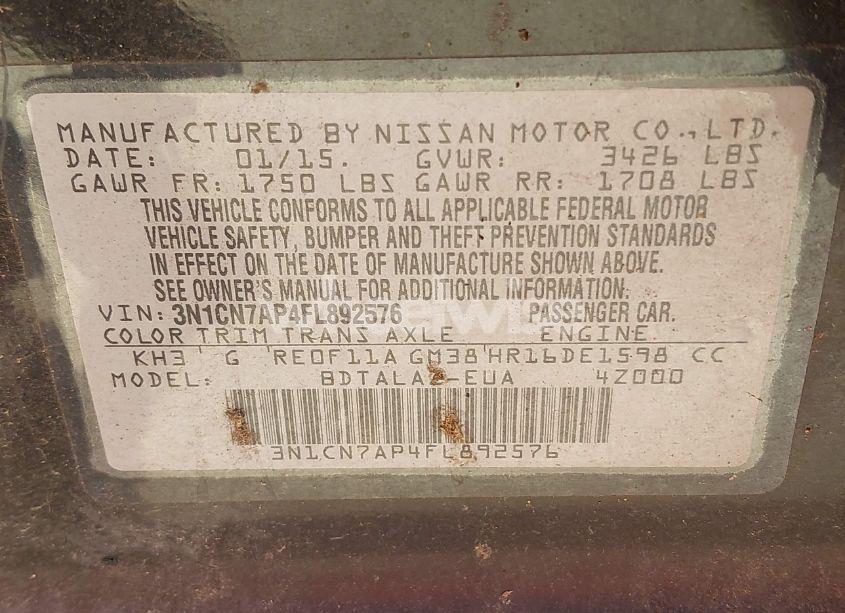 MANUFACTURED BY NISSAN MOTOR CO., LTD.
DATE: 01/15. GVWR: 3426 LBS
GAWR FR: 1750 LBS GAWR RR: 1708 LBS
THIS VEHICLE CONFORMS TO ALL APPLICABLE FEDERAL MOTOR
VEHICLE SAFETY, BUMPER AND THEFT PREVENTION STANDARDS
IN EFFECT ON THE DATE OF MANUFACTURE SHOWN ABOVE.
SEE OWNER'S MANUAL FOR ADDITIONAL INFORMATION.
VIN: 3N1CN7AP4FL892576 PASSENGER CAR.
COLOR TRIM TRANS AXLE ENGINE
KH3 G RE0F11A GM38 HR16DE1598 CC
MODEL: BDTALAZ-EUA 4Z000
3N1CN7AP4FL892576